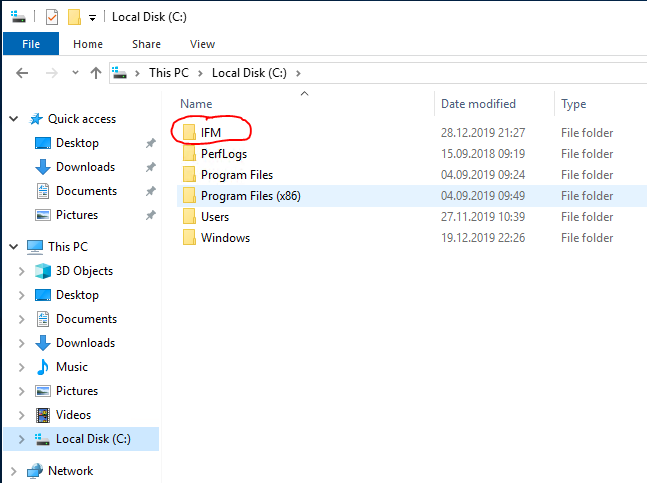 Local Disk (C:)
File Home Share View
This PC Local Disk (C:)
Name Date modified Type
Quick access
Desktop
Downloads
Documents
Pictures
This PC
3D Objects
Desktop
Documents
Downloads
Music
Pictures
Videos
Local Disk (C:)
Network
IFM 28.12.2019 21:27 File folder
PerfLogs 15.09.2018 09:19 File folder
Program Files 04.09.2019 09:24 File folder
Program Files (x86) 04.09.2019 09:49 File folder
Users 27.11.2019 10:39 File folder
Windows 19.12.2019 22:26 File folder